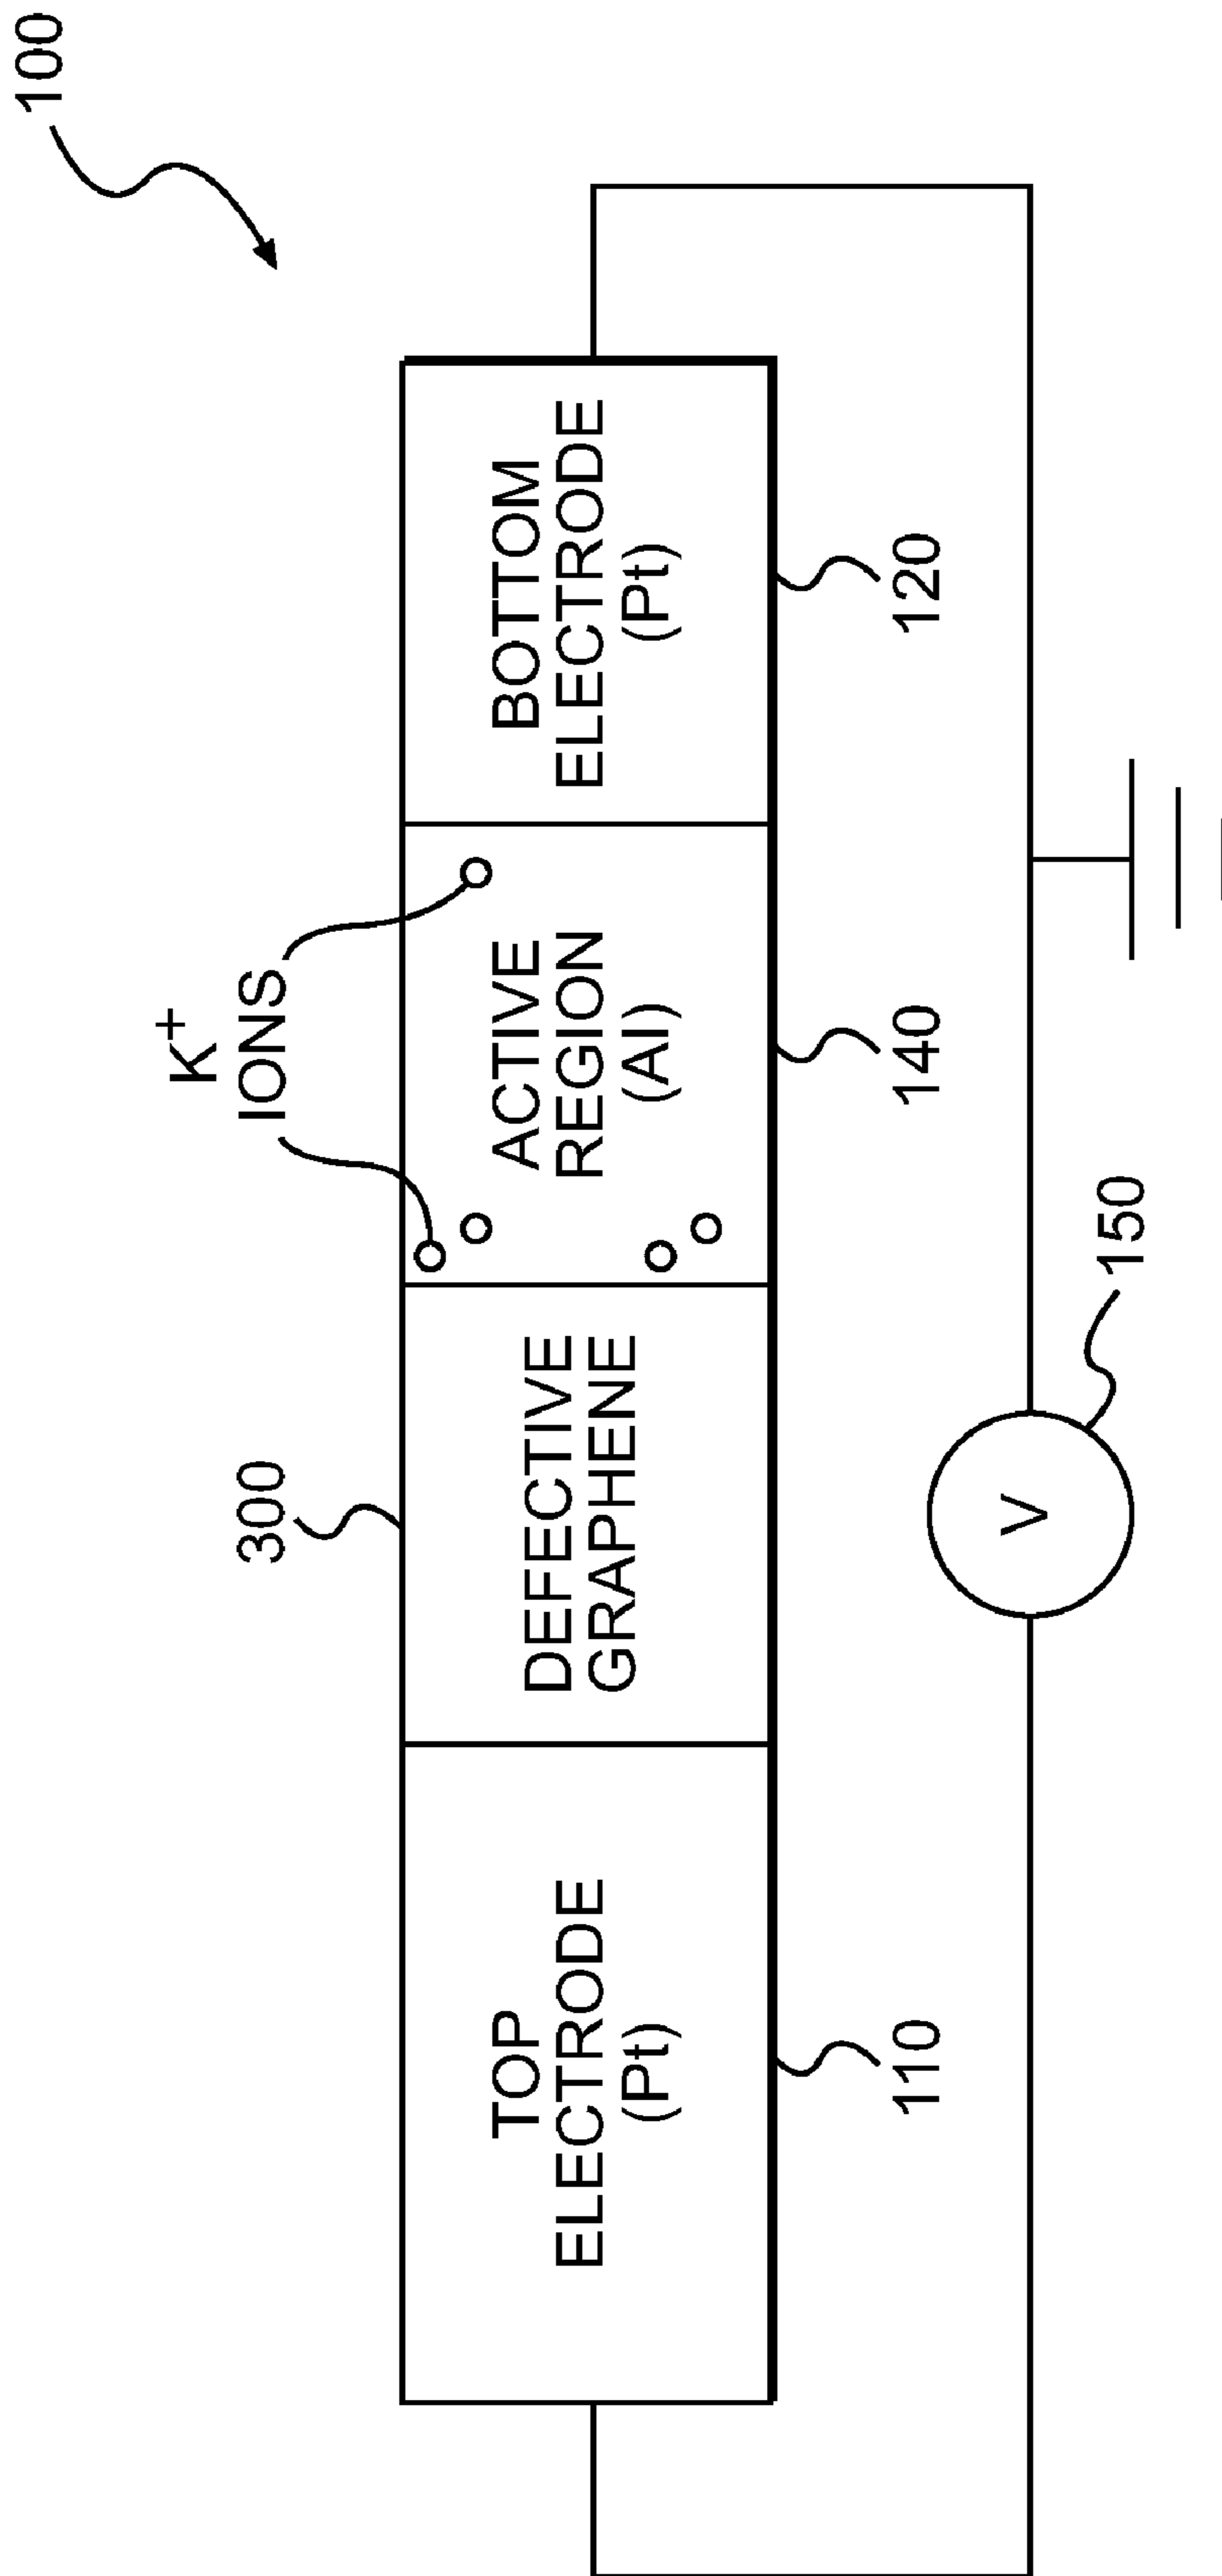 100
K+
IONS
300
TOP
ELECTRODE
(Pt)
DEFECTIVE
GRAPHENE
ACTIVE
REGION
(Al)
BOTTOM
ELECTRODE
(Pt)
110
140
120
V
150